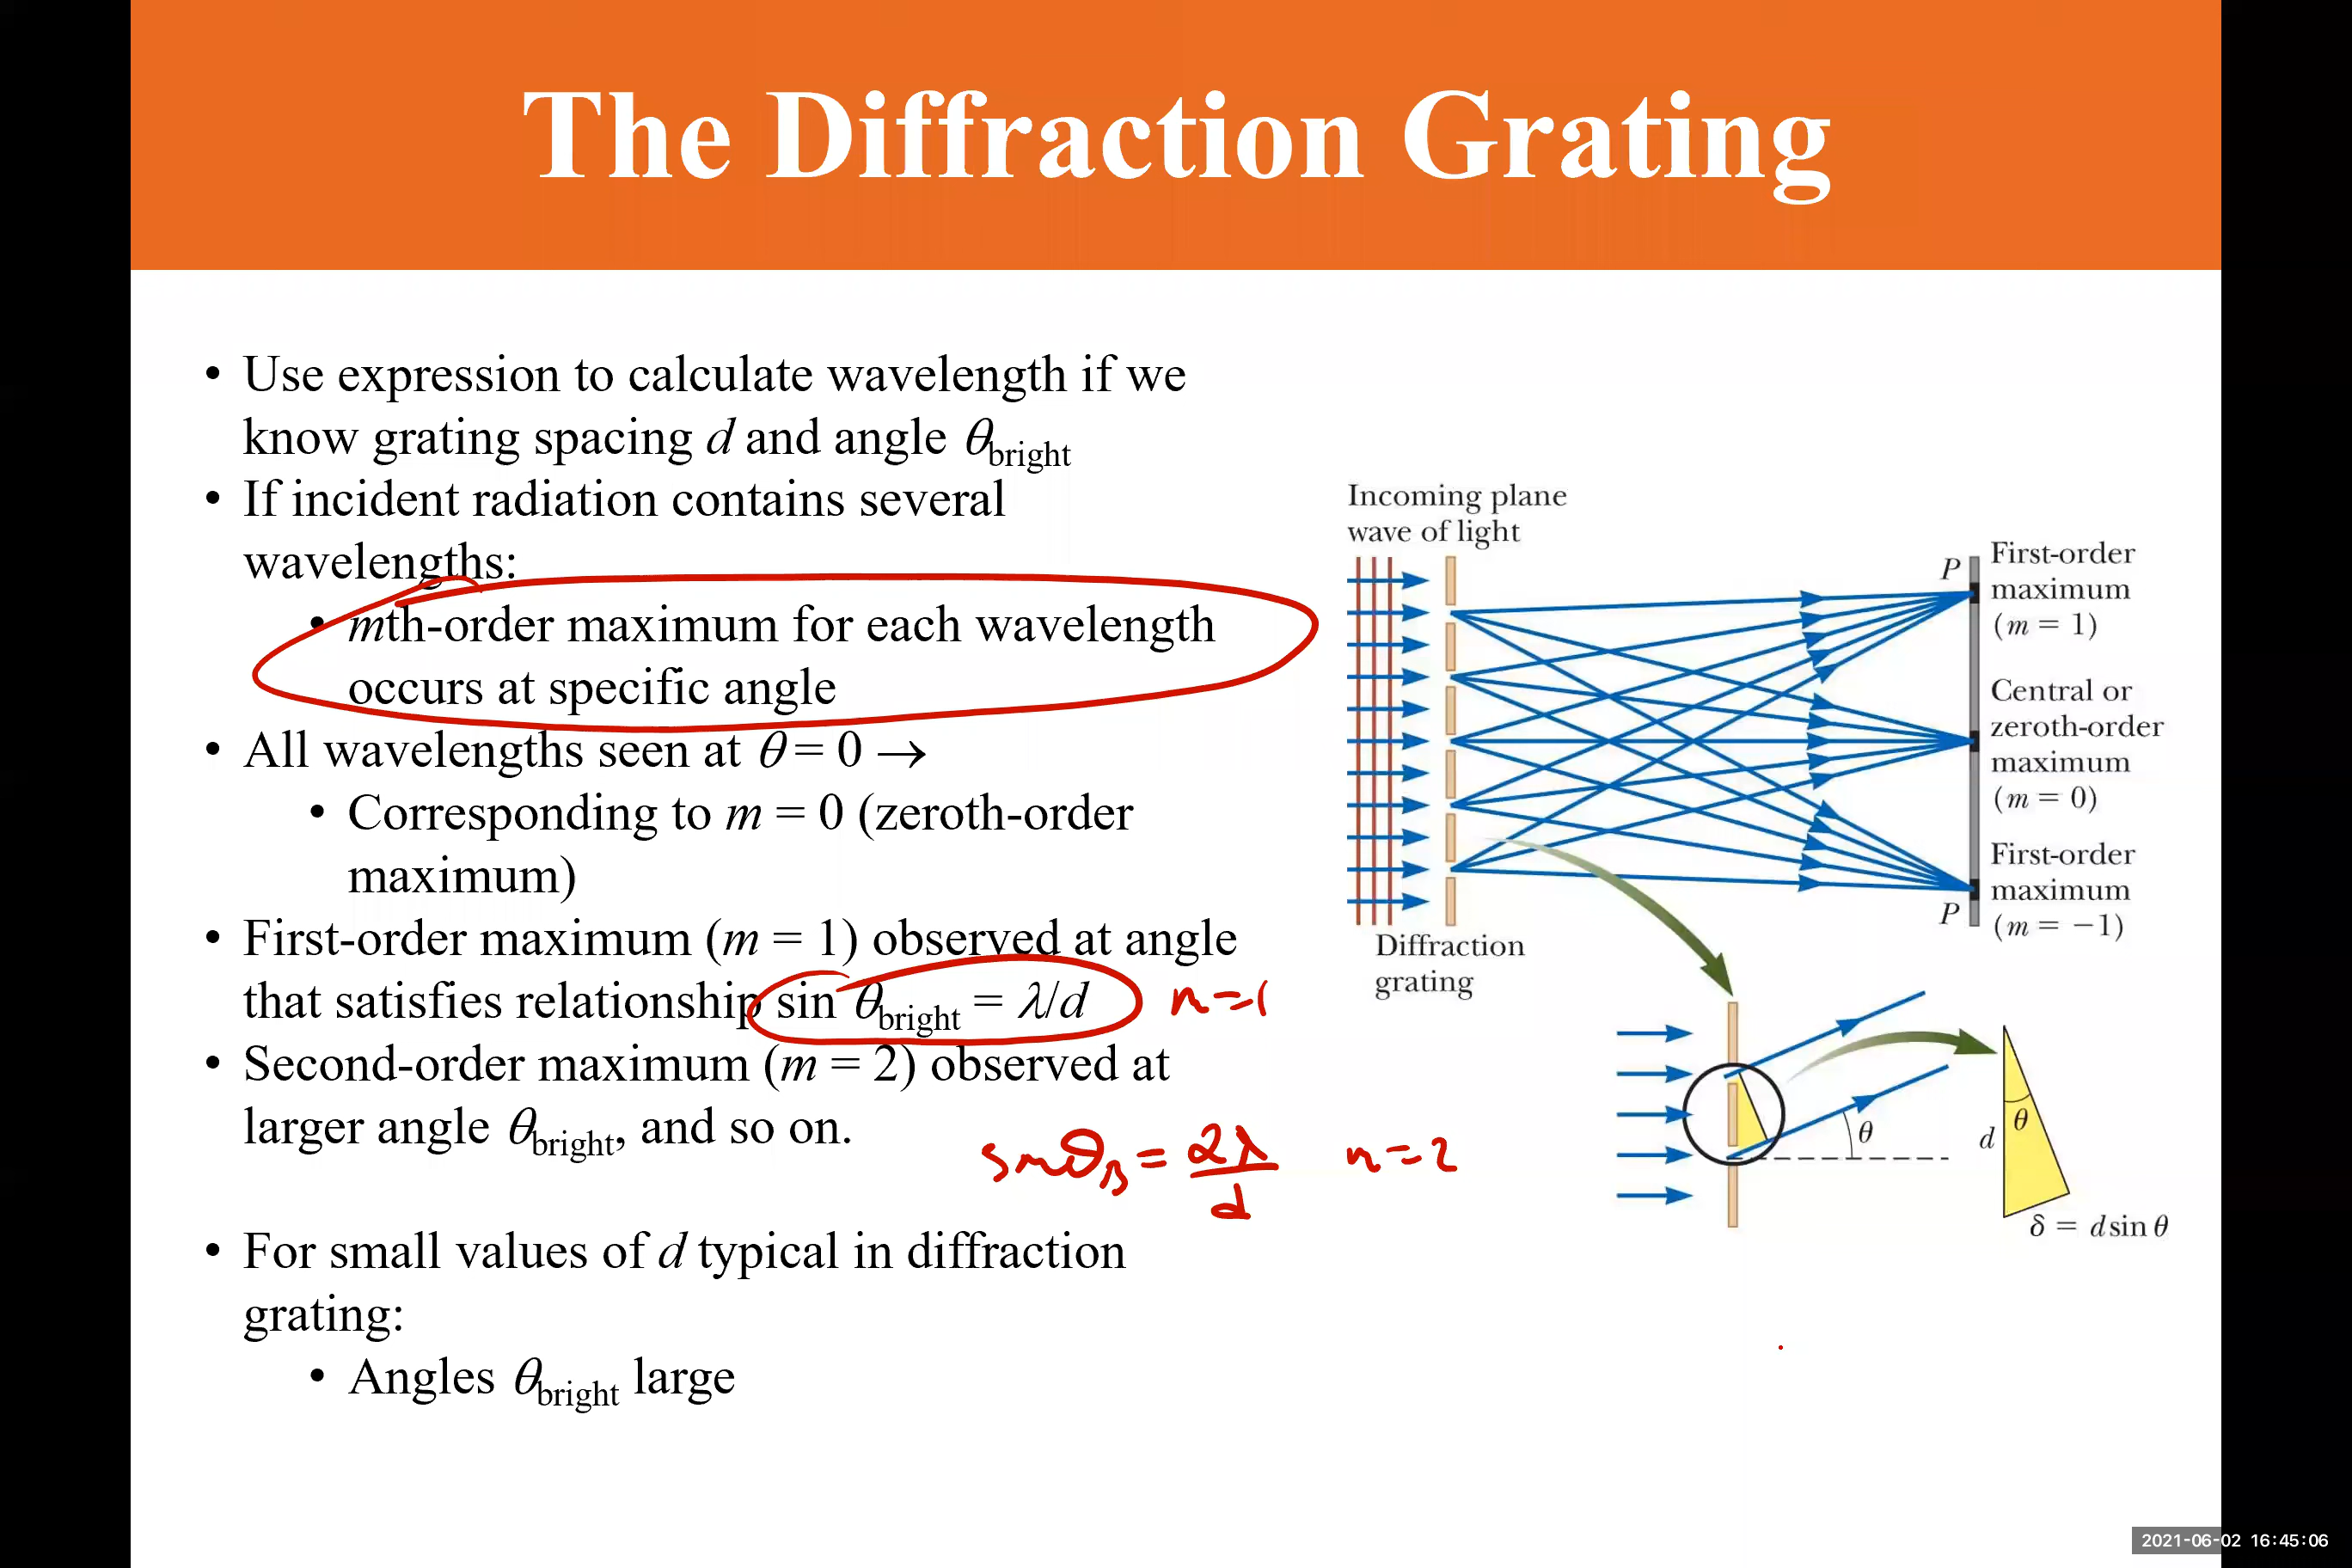 The Diffraction Grating
• Use expression to calculate wavelength if we
know grating spacing d and angle θbright
• If incident radiation contains several
wavelengths:
• mth-order maximum for each wavelength
occurs at specific angle
• All wavelengths seen at θ = 0 →
• Corresponding to m = 0 (zeroth-order
maximum)
• First-order maximum (m = 1) observed at angle
that satisfies relationship sin θbright = λ/d
n=1
• Second-order maximum (m = 2) observed at
larger angle θbright, and so on.
sin θB = 2λ/d n=2
• For small values of d typical in diffraction
grating:
• Angles θbright large
Incoming plane
wave of light
P
First-order
maximum
(m = 1)
Central or
zeroth-order
maximum
(m = 0)
First-order
maximum
(m = −1)
P
Diffraction
grating
θ
d
θ
δ = d sin θ
2021-06-02 16:45:06